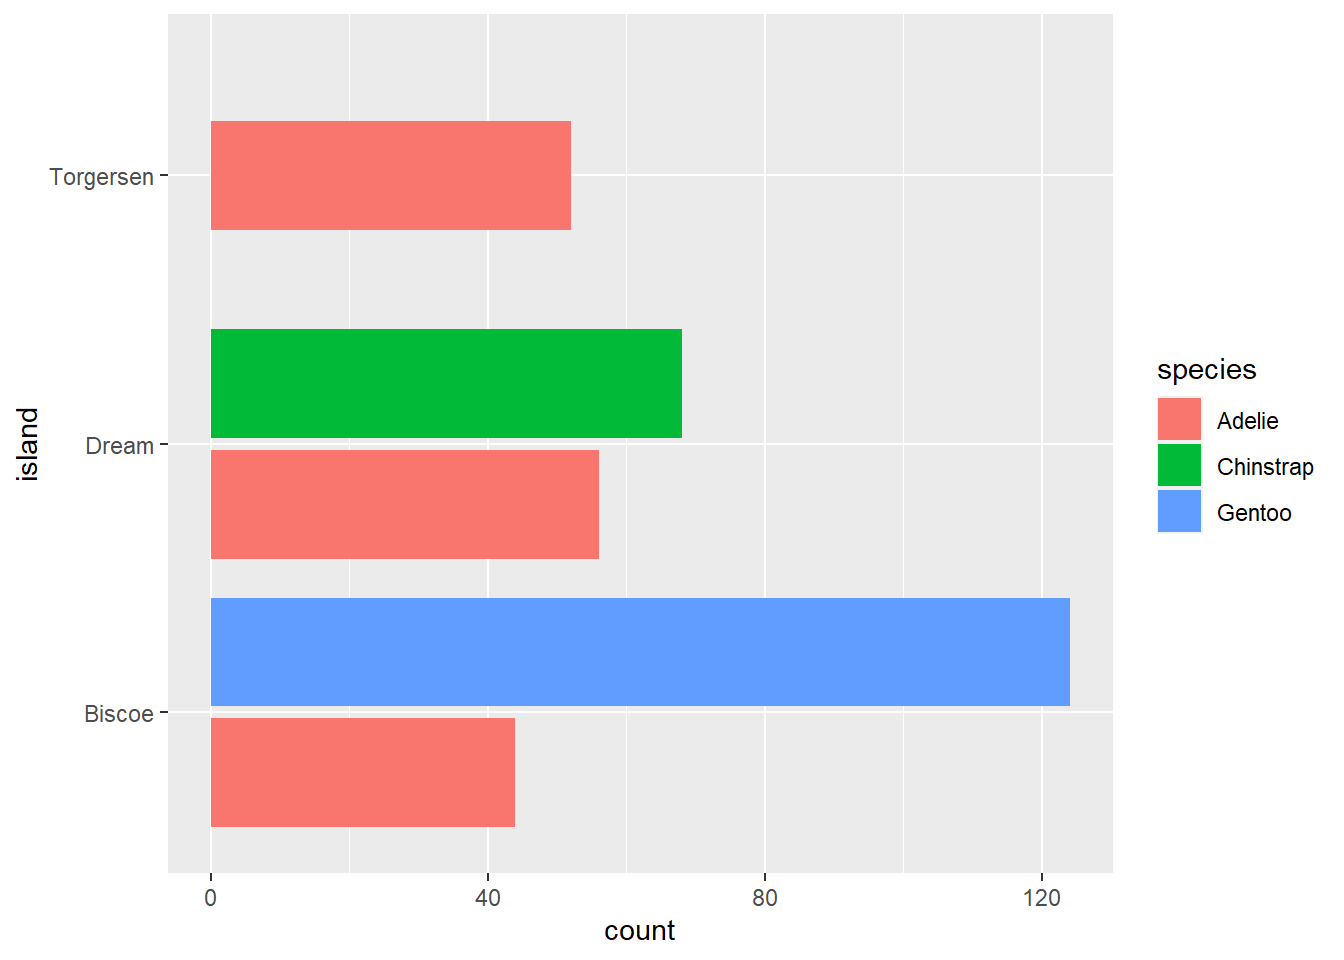 Torgersen
Dream
Biscoe
island
0 40 80 120
count
species
Adelie
Chinstrap
Gentoo